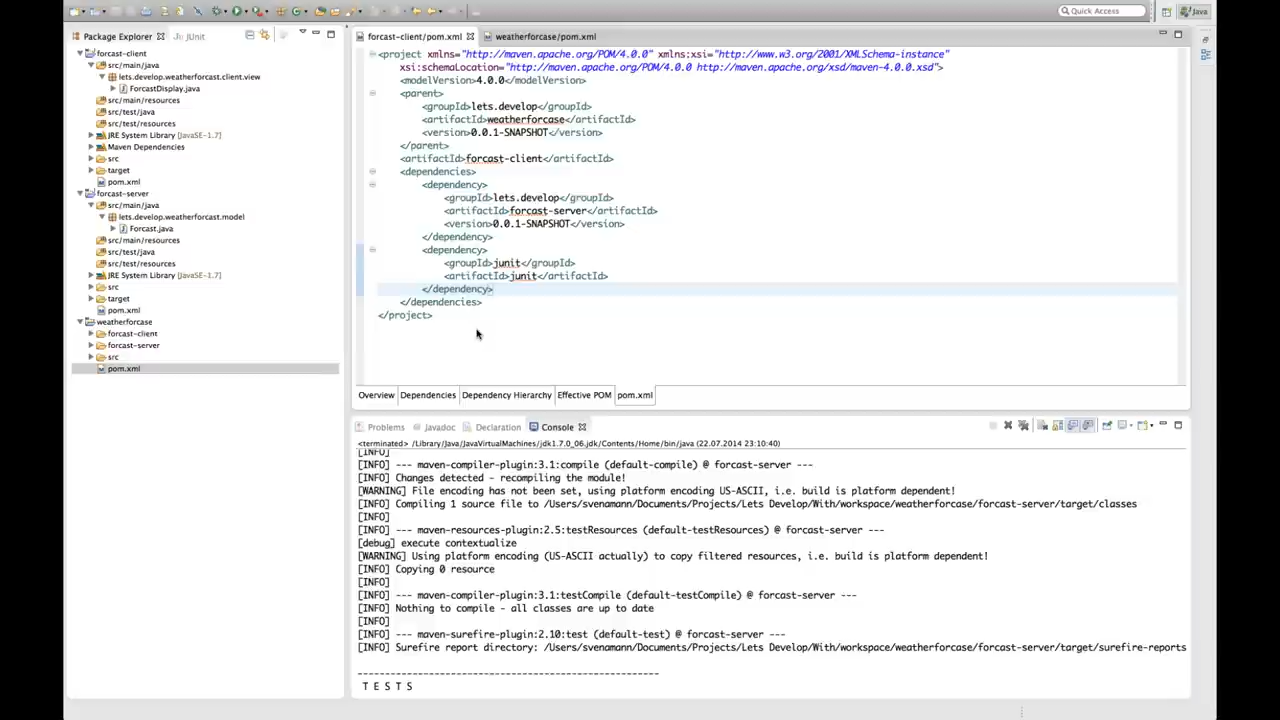 Quick Access
Java
Package Explorer
JUnit
forcast-client
src/main/java
lets.develop.weatherforcast.client.view
ForcastDisplay.java
src/main/resources
src/test/java
src/test/resources
JRE System Library [JavaSE-1.7]
Maven Dependencies
src
target
pom.xml
forcast-server
src/main/java
lets.develop.weatherforcast.model
Forcast.java
src/main/resources
src/test/java
src/test/resources
JRE System Library [JavaSE-1.7]
src
target
pom.xml
weatherforcase
forcast-client
forcast-server
src
pom.xml
forcast-client/pom.xml
weatherforcase/pom.xml
<project xmlns="http://maven.apache.org/POM/4.0.0" xmlns:xsi="http://www.w3.org/2001/XMLSchema-instance"
xsi:schemaLocation="http://maven.apache.org/POM/4.0.0 http://maven.apache.org/xsd/maven-4.0.0.xsd">
<modelVersion>4.0.0</modelVersion>
<parent>
<groupId>lets.develop</groupId>
<artifactId>weatherforcase</artifactId>
<version>0.0.1-SNAPSHOT</version>
</parent>
<artifactId>forcast-client</artifactId>
<dependencies>
<dependency>
<groupId>lets.develop</groupId>
<artifactId>forcast-server</artifactId>
<version>0.0.1-SNAPSHOT</version>
</dependency>
<dependency>
<groupId>junit</groupId>
<artifactId>junit</artifactId>
</dependency>
</dependencies>
</project>
Overview Dependencies Dependency Hierarchy Effective POM pom.xml
Problems Javadoc Declaration Console
<terminated> /Library/Java/JavaVirtualMachines/jdk1.7.0_06.jdk/Contents/Home/bin/java (22.07.2014 23:10:40)
[INFO]
[INFO] --- maven-compiler-plugin:3.1:compile (default-compile) @ forcast-server ---
[INFO] Changes detected - recompiling the module!
[WARNING] File encoding has not been set, using platform encoding US-ASCII, i.e. build is platform dependent!
[INFO] Compiling 1 source file to /Users/svenamann/Documents/Projects/Lets Develop/With/workspace/weatherforcase/forcast-server/target/classes
[INFO]
[INFO] --- maven-resources-plugin:2.5:testResources (default-testResources) @ forcast-server ---
[debug] execute contextualize
[WARNING] Using platform encoding (US-ASCII actually) to copy filtered resources, i.e. build is platform dependent!
[INFO] Copying 0 resource
[INFO]
[INFO] --- maven-compiler-plugin:3.1:testCompile (default-testCompile) @ forcast-server ---
[INFO] Nothing to compile - all classes are up to date
[INFO]
[INFO] --- maven-surefire-plugin:2.10:test (default-test) @ forcast-server ---
[INFO] Surefire report directory: /Users/svenamann/Documents/Projects/Lets Develop/With/workspace/weatherforcase/forcast-server/target/surefire-reports
-------------------------------------------------------
T E S T S